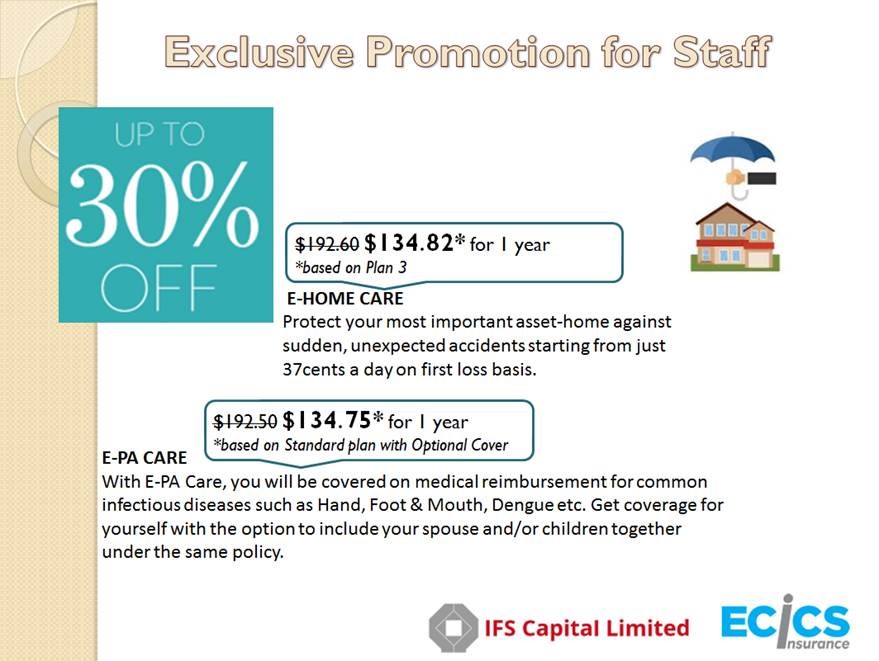 Exclusive Promotion for Staff
UP TO
30%
OFF
$192.60 $134.82* for 1 year
*based on Plan 3
E-HOME CARE
Protect your most important asset-home against
sudden, unexpected accidents starting from just
37cents a day on first loss basis.
$192.50 $134.75* for 1 year
*based on Standard plan with Optional Cover
E-PA CARE
With E-PA Care, you will be covered on medical reimbursement for common
infectious diseases such as Hand, Foot & Mouth, Dengue etc. Get coverage for
yourself with the option to include your spouse and/or children together
under the same policy.
IFS Capital Limited
ECiCS
insurance